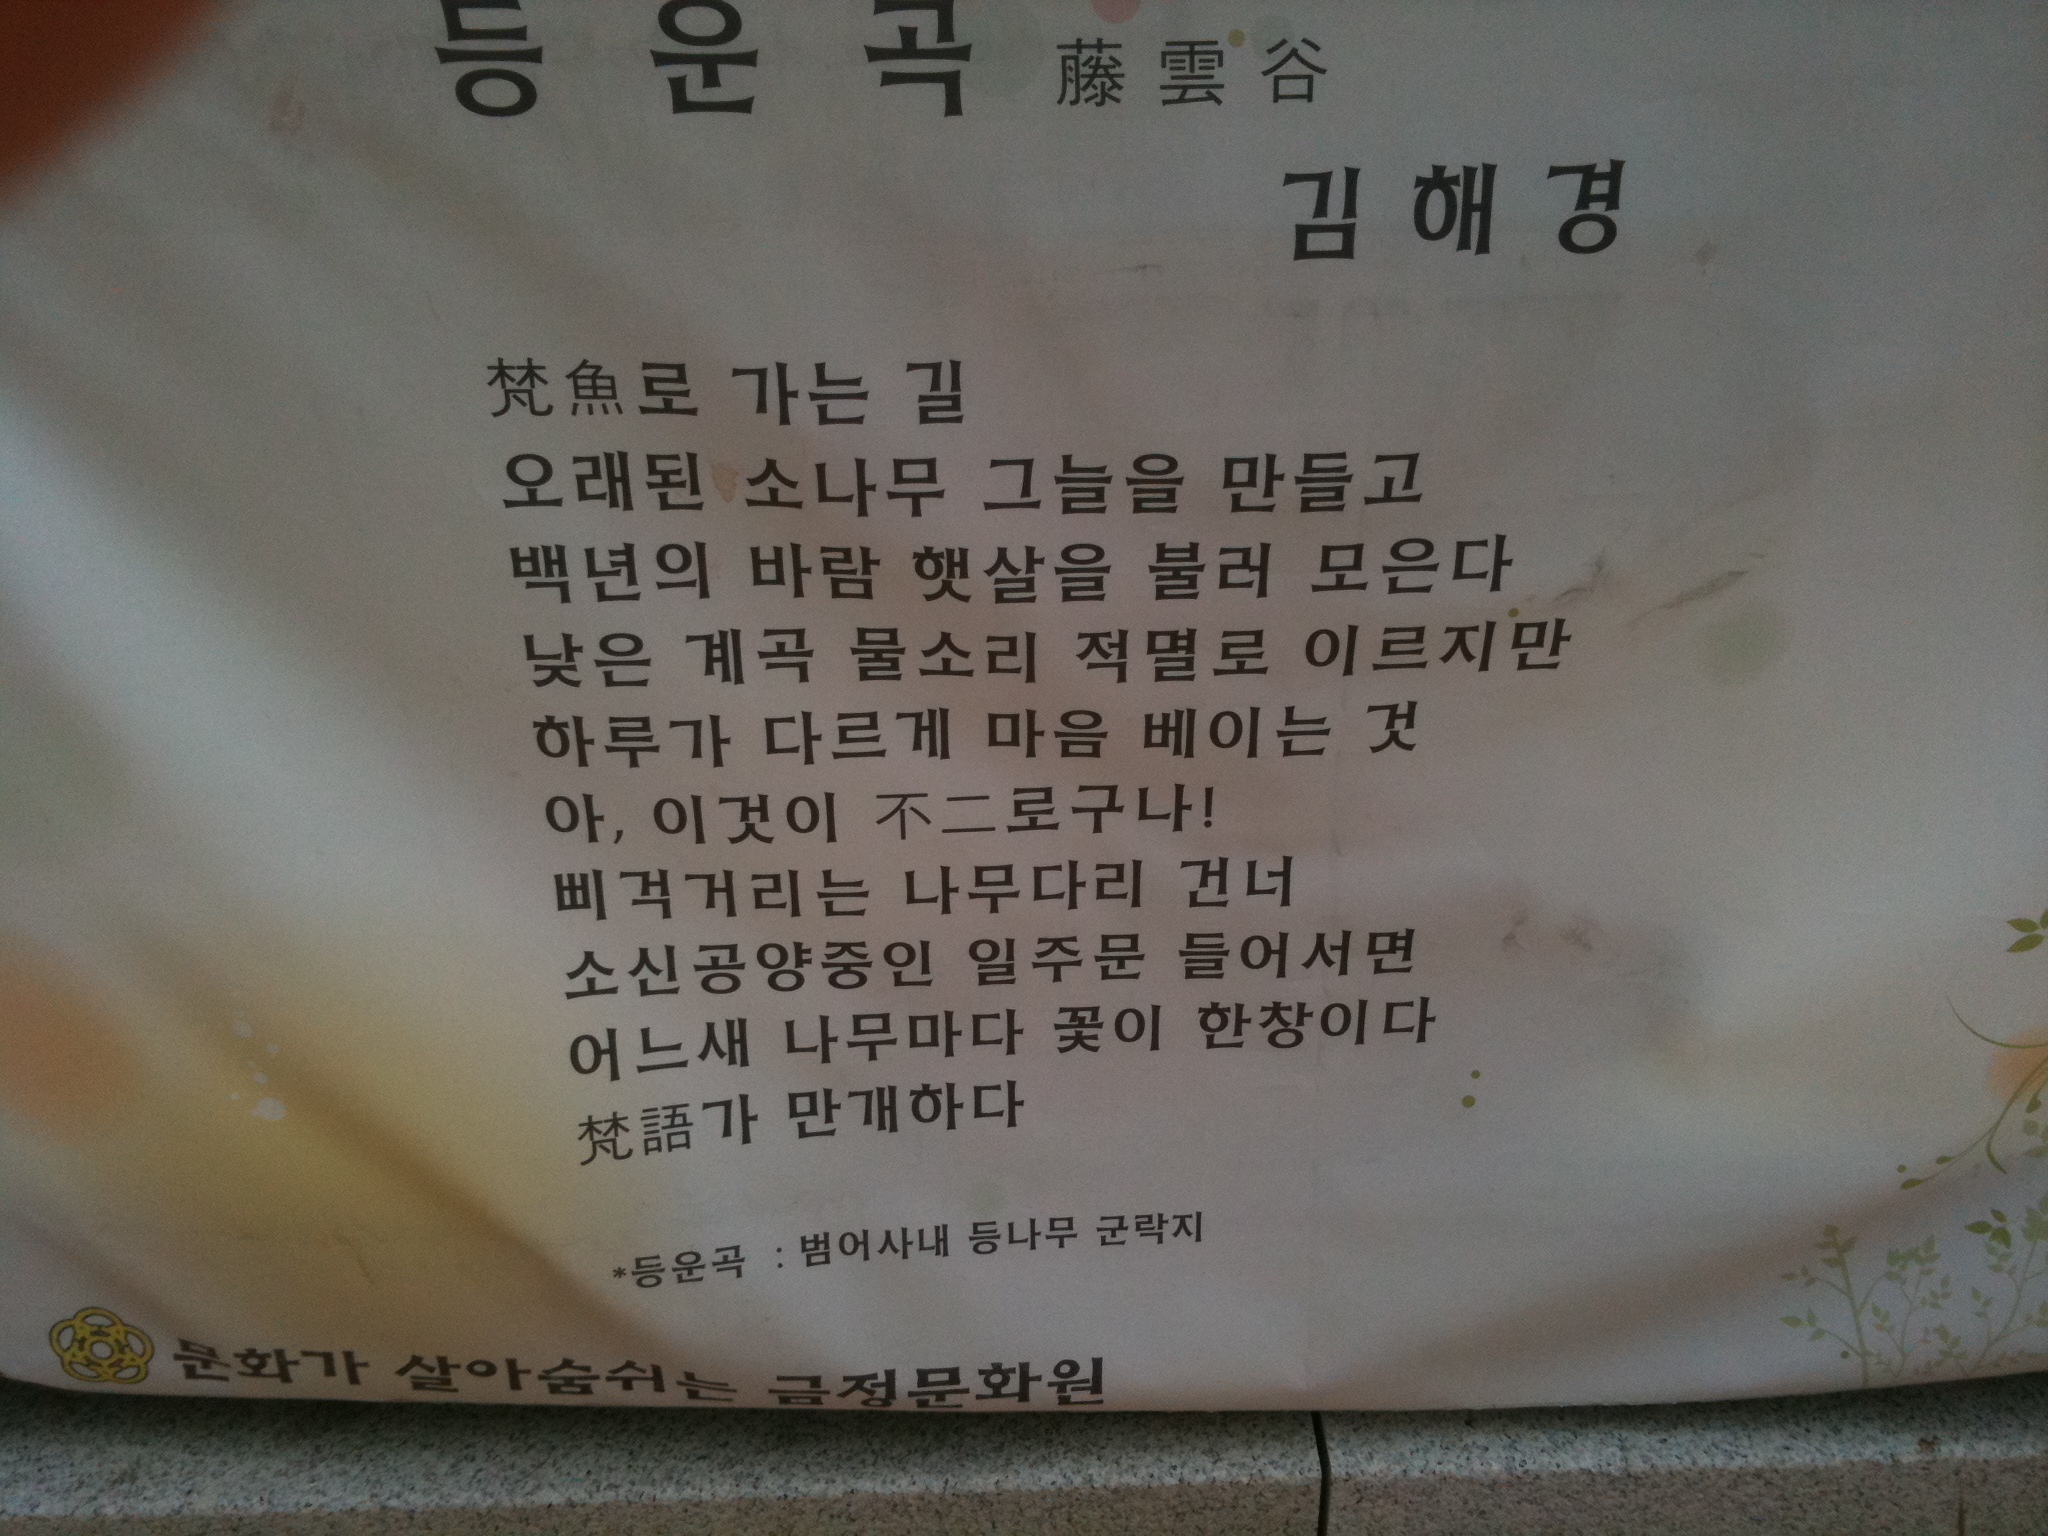 등운곡 藤雲谷
김해경
梵魚로 가는 길
오래된 소나무 그늘을 만들고
백년의 바람 햇살을 불러 모은다
낮은 계곡 물소리 적멸로 이르지만
하루가 다르게 마음 베이는 것
아, 이것이 不二로구나!
삐걱거리는 나무다리 건너
소신공양중인 일주문 들어서면
어느새 나무마다 꽃이 한창이다
梵語가 만개하다
*등운곡 : 범어사내 등나무 군락지
문화가 살아숨쉬는 금정문화원